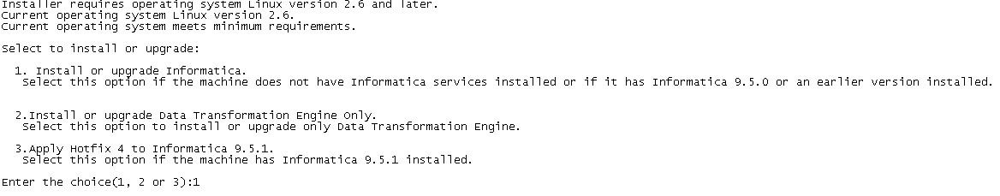 Installer requires operating system Linux version 2.6 and later.
Current operating system Linux version 2.6.
Current operating system meets minimum requirements.
Select to install or upgrade:
1. Install or upgrade Informatica.
Select this option if the machine does not have Informatica services installed or if it has Informatica 9.5.0 or an earlier version installed.
2.Install or upgrade Data Transformation Engine Only.
Select this option to install or upgrade only Data Transformation Engine.
3.Apply Hotfix 4 to Informatica 9.5.1.
Select this option if the machine has Informatica 9.5.1 installed.
Enter the choice(1, 2 or 3):1